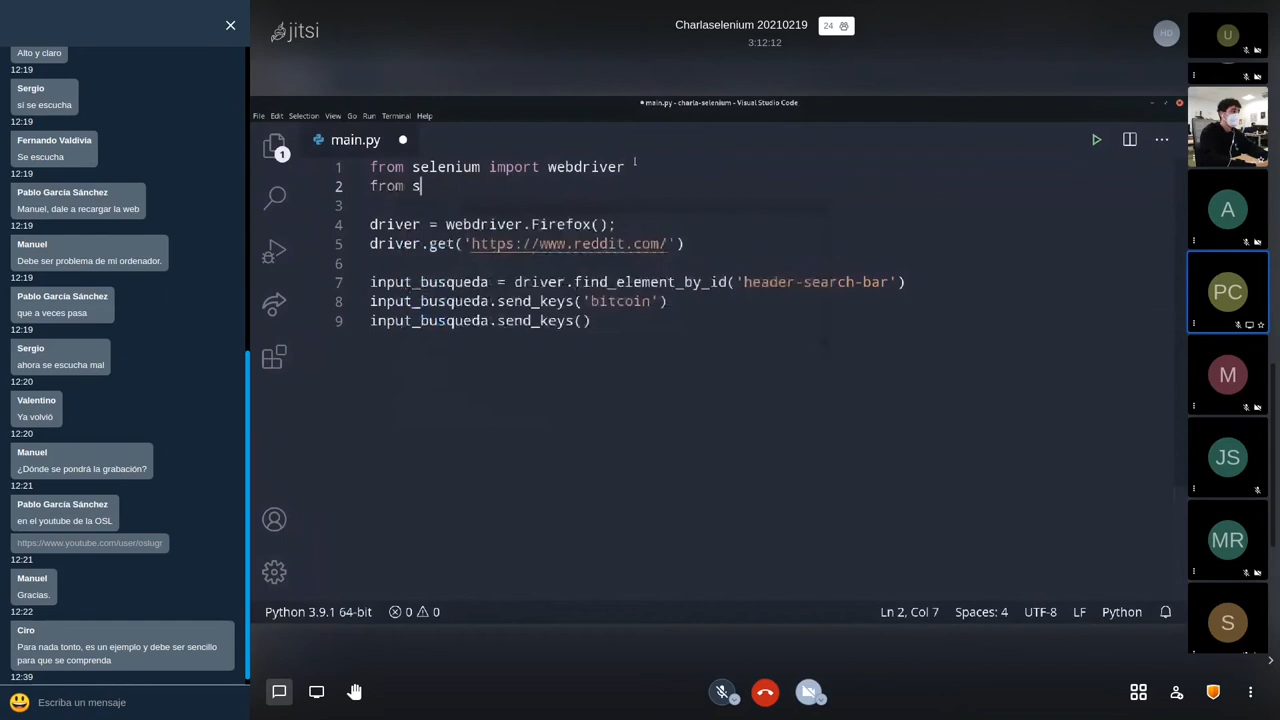 Alto y claro
12:19
Sergio
sí se escucha
12:19
Fernando Valdivia
Se escucha
12:19
Pablo García Sánchez
Manuel, dale a recargar la web
12:19
Manuel
Debe ser problema de mi ordenador.
12:19
Pablo García Sánchez
que a veces pasa
12:19
Sergio
ahora se escucha mal
12:20
Valentino
Ya volvió
12:20
Manuel
¿Dónde se pondrá la grabación?
12:21
Pablo García Sánchez
en el youtube de la OSL
https://www.youtube.com/user/oslugr
12:21
Manuel
Gracias.
12:22
Ciro
Para nada tonto, es un ejemplo y debe ser sencillo
para que se comprenda
12:39
Escriba un mensaje
jitsi
Charlaselenium 20210219
24
3:12:12
HD
main.py - charla-selenium - Visual Studio Code
File Edit Selection View Go Run Terminal Help
1
main.py
1 from selenium import webdriver
2 from s
3
4 driver = webdriver.Firefox();
5 driver.get('https://www.reddit.com/')
6
7 input_busqueda = driver.find_element_by_id('header-search-bar')
8 input_busqueda.send_keys('bitcoin')
9 input_busqueda.send_keys()
Python 3.9.1 64-bit 0 0 Ln 2, Col 7 Spaces: 4 UTF-8 LF Python
U
A
PC
M
JS
MR
S